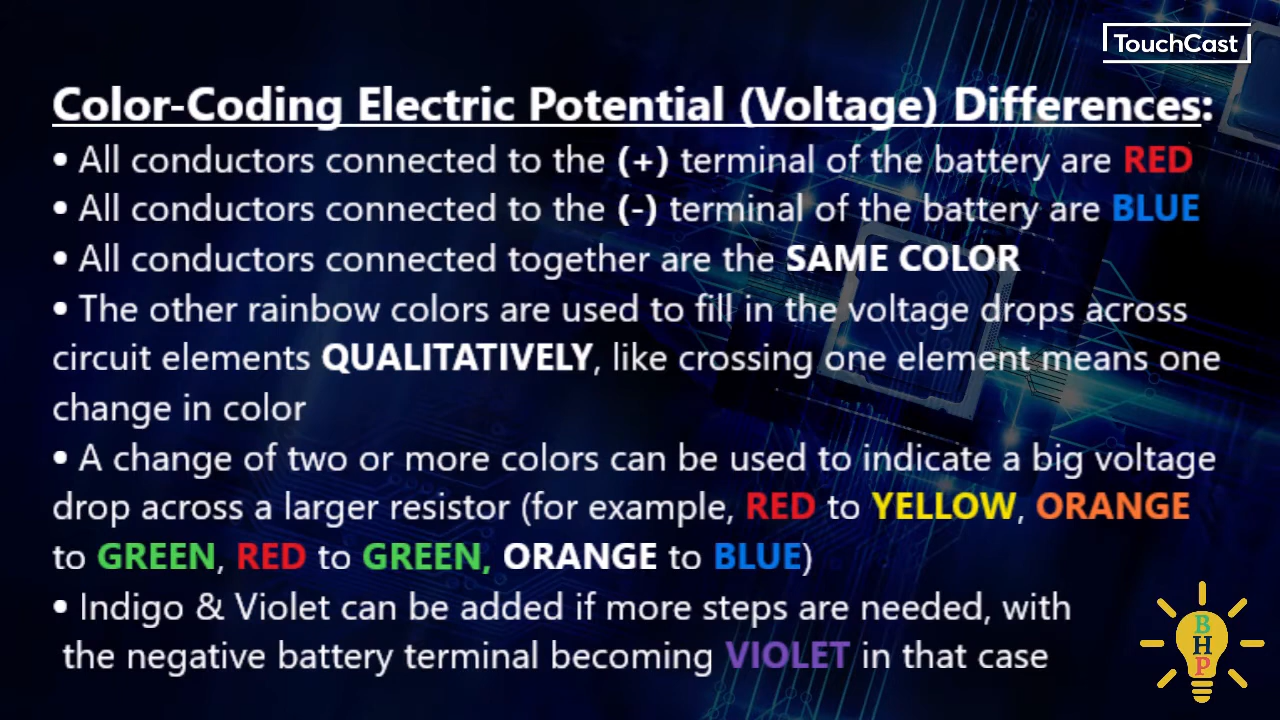 TouchCast
Color-Coding Electric Potential (Voltage) Differences:
• All conductors connected to the (+) terminal of the battery are RED
• All conductors connected to the (-) terminal of the battery are BLUE
• All conductors connected together are the SAME COLOR
• The other rainbow colors are used to fill in the voltage drops across
circuit elements QUALITATIVELY, like crossing one element means one
change in color
• A change of two or more colors can be used to indicate a big voltage
drop across a larger resistor (for example, RED to YELLOW, ORANGE
to GREEN, RED to GREEN, ORANGE to BLUE)
• Indigo & Violet can be added if more steps are needed, with
the negative battery terminal becoming VIOLET in that case
B
H
P